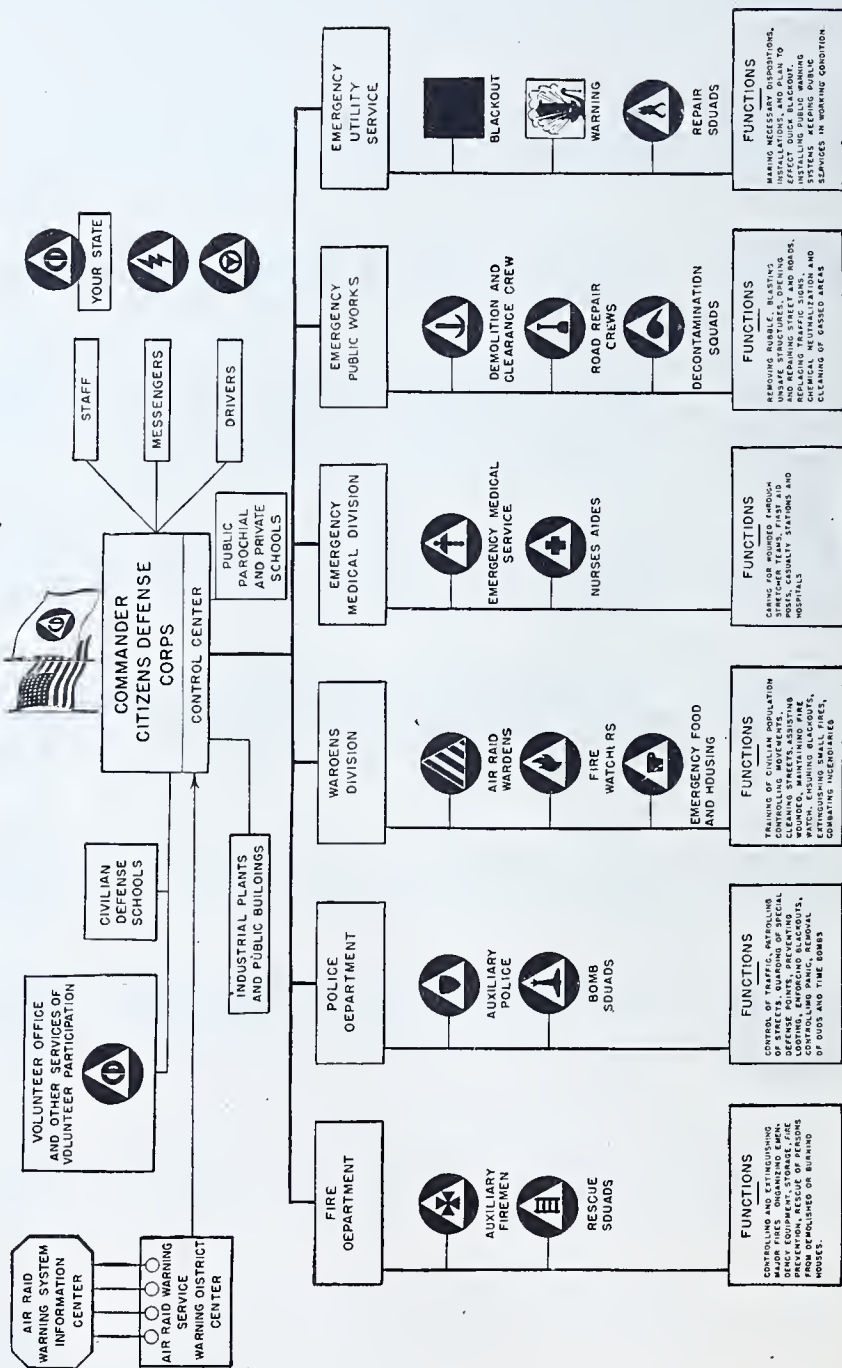 AIR RAID
WARNING SYSTEM
INFORMATION
CENTER
AIR RAID WARNING
SERVICE
WARNING DISTRICT
CENTER
VOLUNTEER OFFICE
AND OTHER SERVICES OF
VOLUNTEER PARTICIPATION
CD
CIVILIAN
DEFENSE
SCHOOLS
INDUSTRIAL PLANTS
AND PUBLIC BUILDINGS
CD
COMMANDER
CITIZENS DEFENSE
CORPS
CONTROL CENTER
PUBLIC
PAROCHIAL
AND PRIVATE
SCHOOLS
STAFF
MESSENGERS
DRIVERS
CD
YOUR STATE
FIRE
OEPARTMENT
AUXILIARY
FIREMEN
RESCUE
SDUADS
FUNCTIONS
CONTROLLING AND EXTINGUISHING
MAJOR FIRES ORGANIZING EMER-
GENCY EQUIPMENT, STORAGE, FIRE
PREVENTION, RESCUE OF PERSONS
FROM DEMOLISHED OR BURNING
HOUSES.
POLICE
OEPARTMENT
AUXILIARY
POLICE
BOMB
SDUADS
FUNCTIONS
CONTROL OF TRAFFIC, PATROLLING
OF STREETS, GUARDING OF SPECIAL
DEFENSE POINTS, PREVENTING
LOOTING, ENFORCING BLACKOUTS,
CONTROLLING PANIC, REMOVAL
OF DUDS AND TIME BOMBS
WAROENS
DIVISION
AIR RAID
WARDENS
FIRE
WATCHERS
EMERGENCY FOOD
AND HOUSING
FUNCTIONS
TRAINING OF CIVILIAN POPULATION
CONTROLLING MOVEMENTS.
CLEANING STREETS, ASSISTING
WOUNDED, MAINTAINING FIRE
WATCH, ENSURING BLACKOUTS,
EXTINGUISHING SMALL FIRES,
COMBATING INCENDIARIES
EMERGENCY
MEDICAL DIVISION
EMERGENCY MEDICAL
SERVICE
NURSES AIDES
FUNCTIONS
CARING FOR WOUNDED THROUGH
STRETCHER TEAMS, FIRST AID
POSTS, CASUALTY STATIONS AND
HOSPITALS
EMERGENCY
PUBLIC WORKS
DEMOLITION AND
CLEARANCE CREW
ROAD REPAIR
CREWS
DECONTAMINATION
SQUADS
FUNCTIONS
REMOVING RUBBLE, BLASTING
UNSAFE STRUCTURES, OPENING
AND REPAIRING STREET AND ROADS,
REPLACING TRAFFIC SIGNS,
CHEMICAL NEUTRALIZATION AND
CLEANING OF GASSED AREAS
EMERGENCY
UTILITY
SERVICE
BLACKOUT
WARNING
REPAIR
SDUADS
FUNCTIONS
MAKING NECESSARY DISPOSITIONS,
INSTALLATIONS, AND PLAN TO
EFFECT QUICK BLACKOUT.
INSTALLING PUBLIC WARNING
SYSTEMS KEEPING PUBLIC
SERVICES IN WORKING CONDITION.